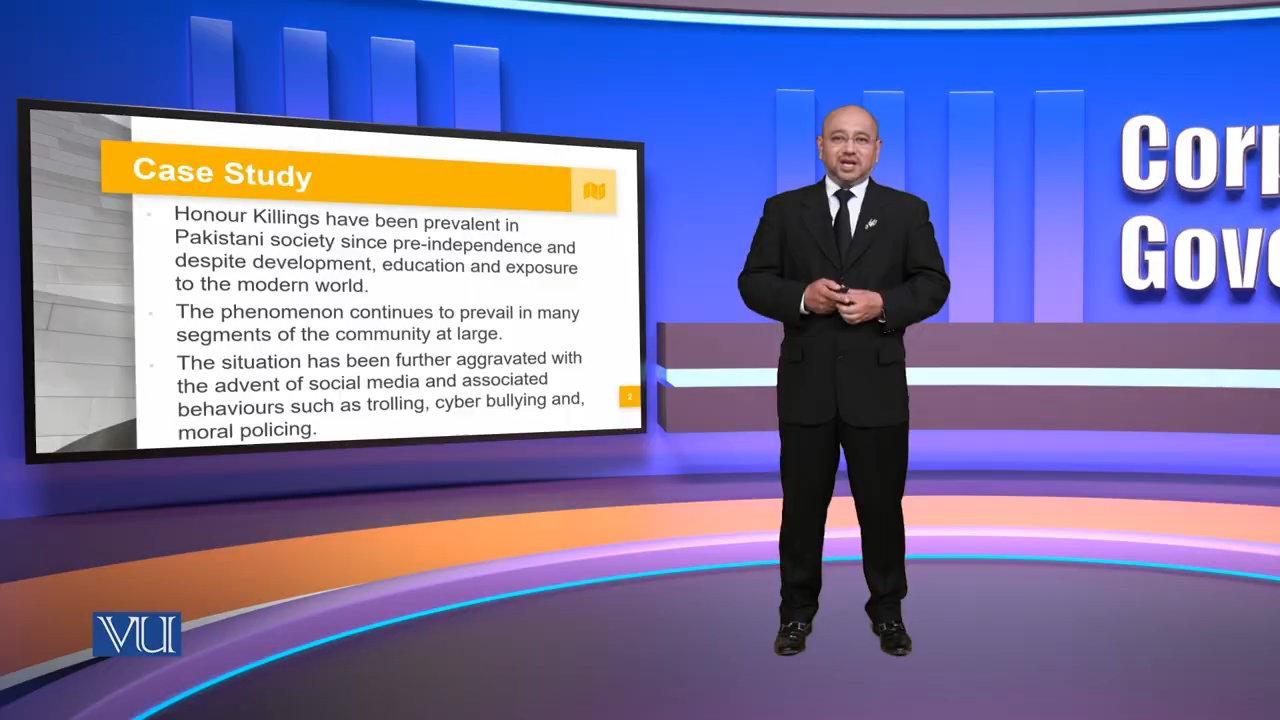 Case Study
Honour Killings have been prevalent in
Pakistani society since pre-independence and
despite development, education and exposure
to the modern world.
The phenomenon continues to prevail in many
segments of the community at large.
The situation has been further aggravated with
the advent of social media and associated
behaviours such as trolling, cyber bullying and,
moral policing.
2
Corp
Gove
VU